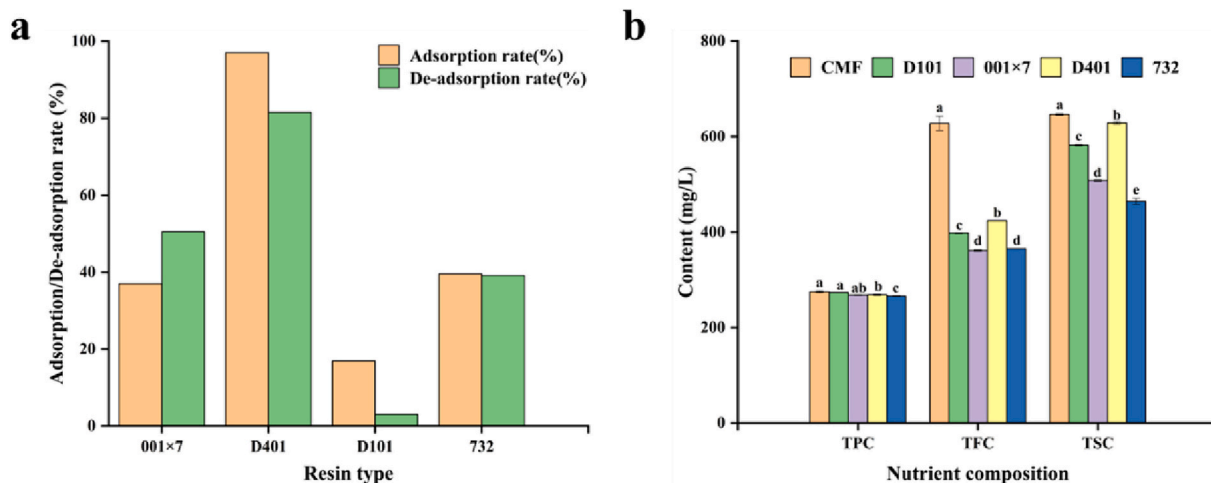 a
Adsorption/De-adsorption rate (%)
100
80
60
40
20
0
Adsorption rate(%)
De-adsorption rate(%)
001×7 D401 D101 732
Resin type
b
Content (mg/L)
800
600
400
200
0
CMF D101 001×7 D401 732
a a ab b c
a c d b d
a c d b e
TPC TFC TSC
Nutrient composition